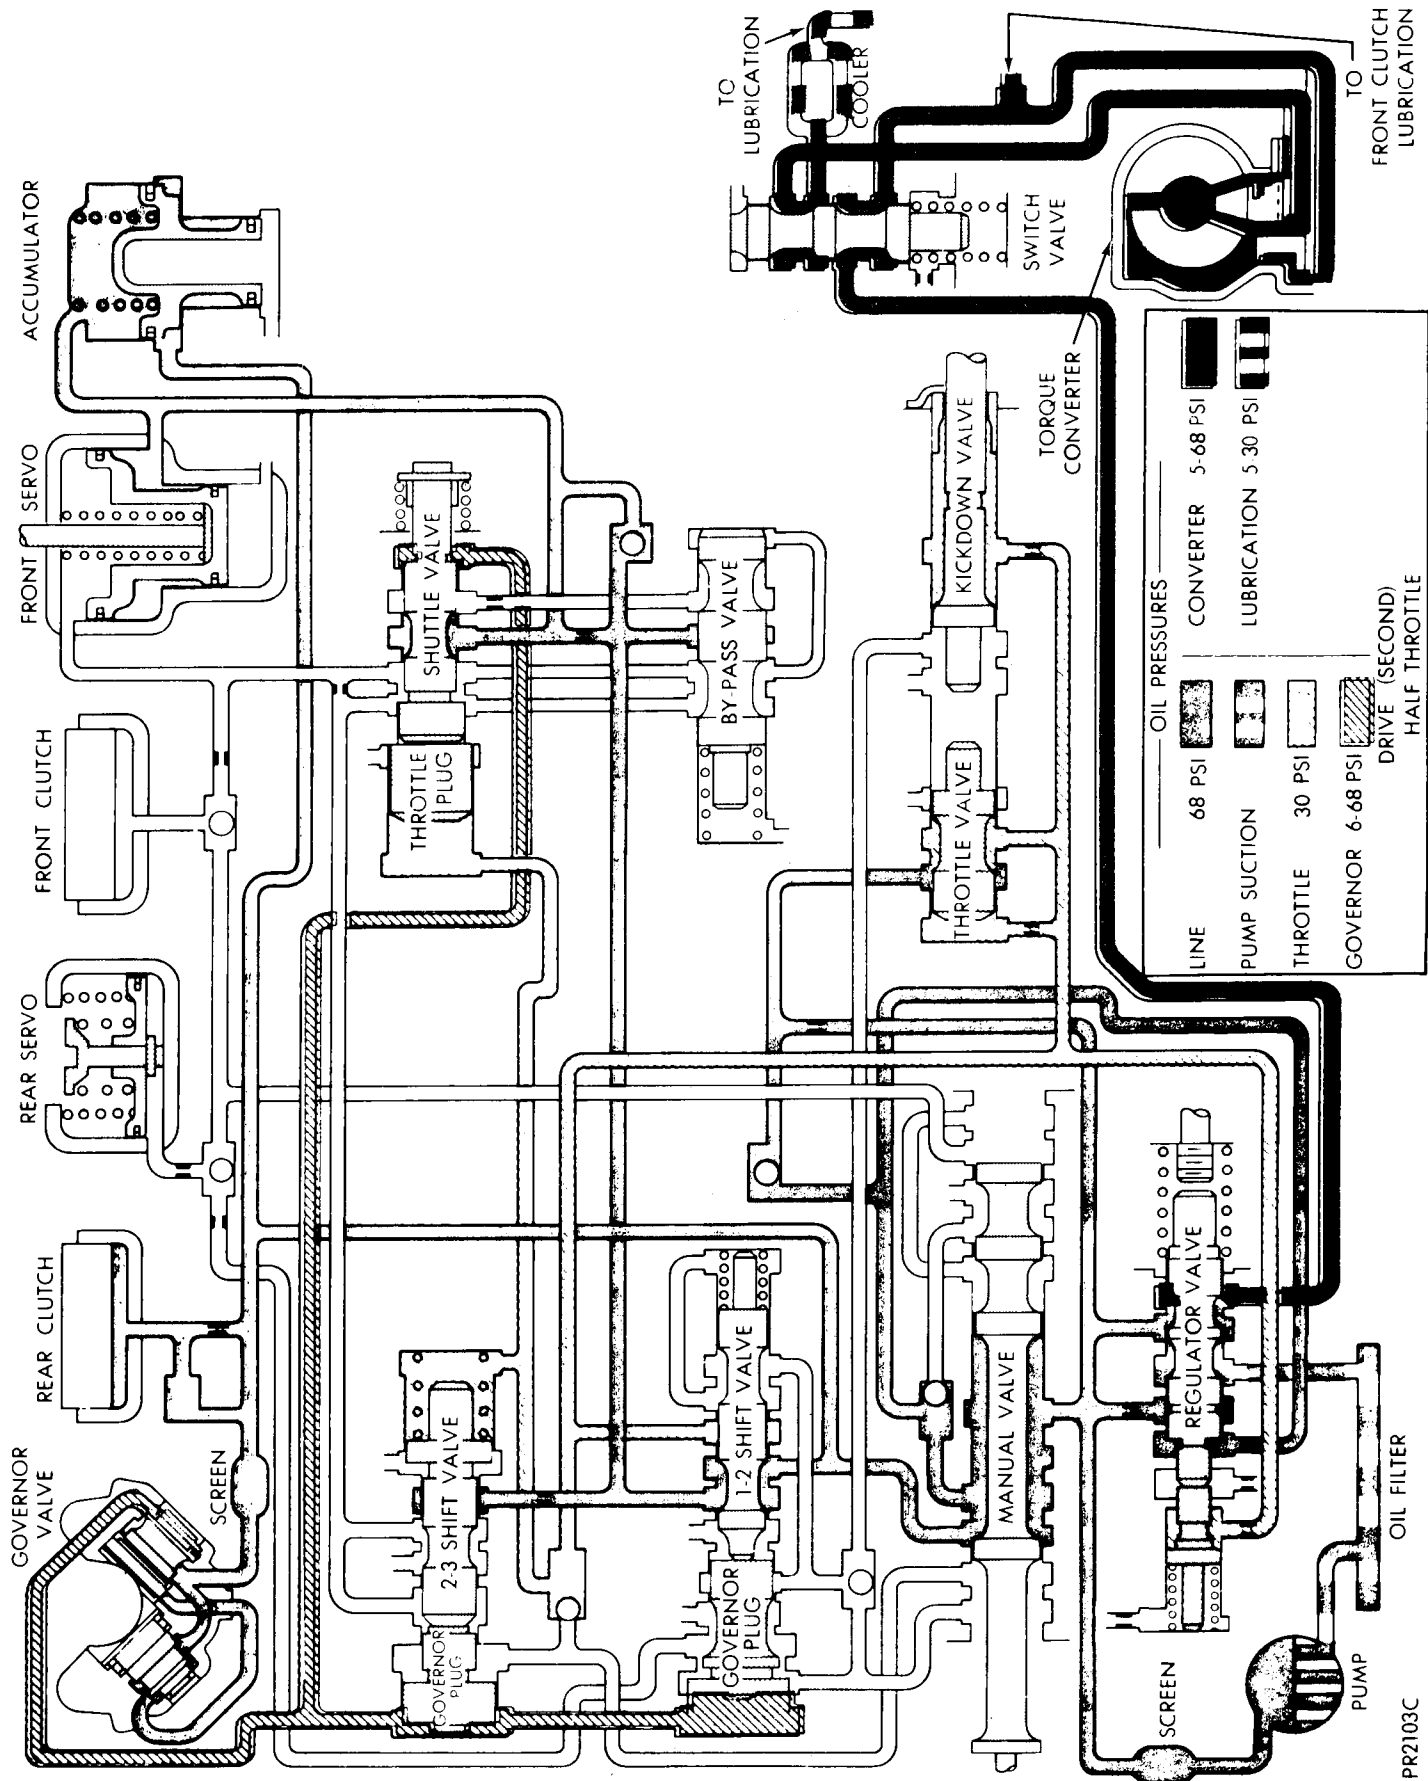 GOVERNOR
VALVE
REAR CLUTCH
REAR SERVO
FRONT CLUTCH
FRONT SERVO
ACCUMULATOR
SCREEN
GOVERNOR
PLUG
2-3 SHIFT VALVE
THROTTLE
PLUG
SHUTTLE VALVE
GOVERNOR
PLUG
1-2 SHIFT VALVE
BY-PASS VALVE
TO
LUBRICATION
COOLER
SWITCH
VALVE
MANUAL VALVE
THROTTLE VALVE
KICKDOWN VALVE
TORQUE
CONVERTER
TO
FRONT CLUTCH
LUBRICATION
SCREEN
REGULATOR VALVE
PUMP
OIL FILTER
OIL PRESSURES
LINE 68 PSI
CONVERTER 5-68 PSI
PUMP SUCTION
LUBRICATION 5-30 PSI
THROTTLE 30 PSI
GOVERNOR 6-68 PSI
DRIVE (SECOND)
HALF THROTTLE
PR2103C